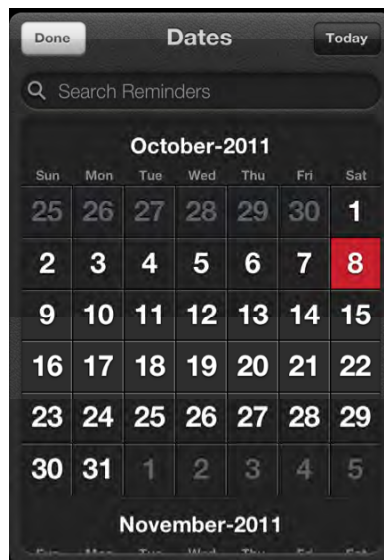 Done Dates Today
Search Reminders
October-2011
Sun Mon Tue Wed Thu Fri Sat
25 26 27 28 29 30 1
2 3 4 5 6 7 8
9 10 11 12 13 14 15
16 17 18 19 20 21 22
23 24 25 26 27 28 29
30 31 1 2 3 4 5
November-2011